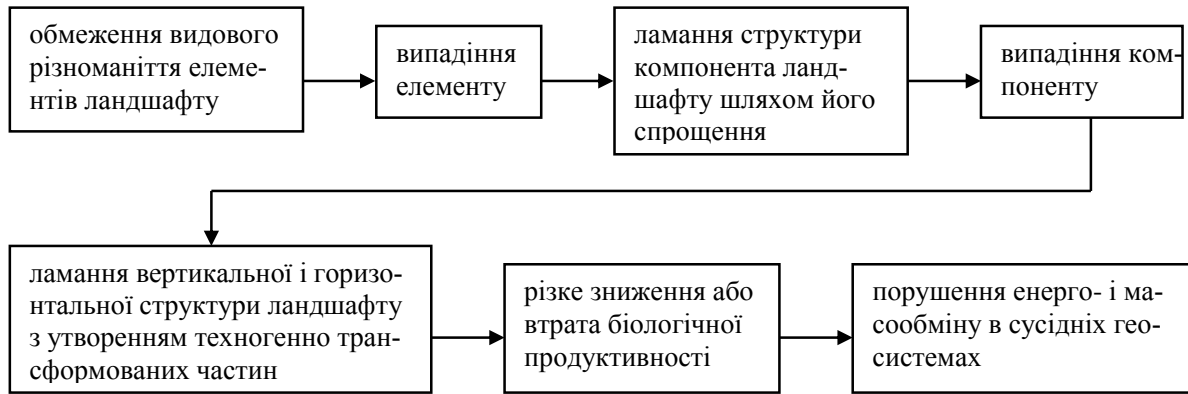 обмеження видового
різноманіття елеме-
нтів ландшафту
випадіння
елементу
ламання структури
компонента ланд-
шафту шляхом його
спрощення
випадіння ком-
поненту
ламання вертикальної і горизо-
нтальної структури ландшафту
з утворенням техногенно тран-
сформованих частин
різке зниження або
втрата біологічної
продуктивності
порушення енерго- і ма-
сообміну в сусідніх гео-
системах